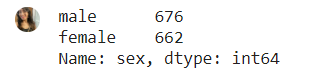 male      676
female    662
Name: sex, dtype: int64